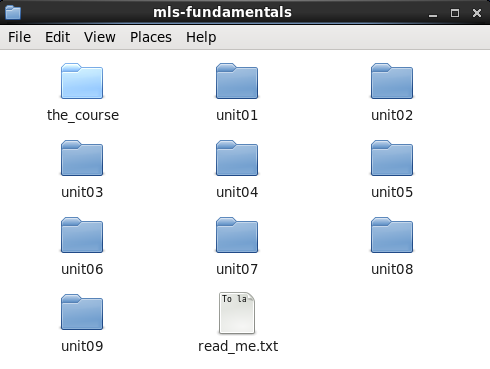 mls-fundamentals
File Edit View Places Help
the_course unit01 unit02
unit03 unit04 unit05
unit06 unit07 unit08
To la
unit09 read_me.txt